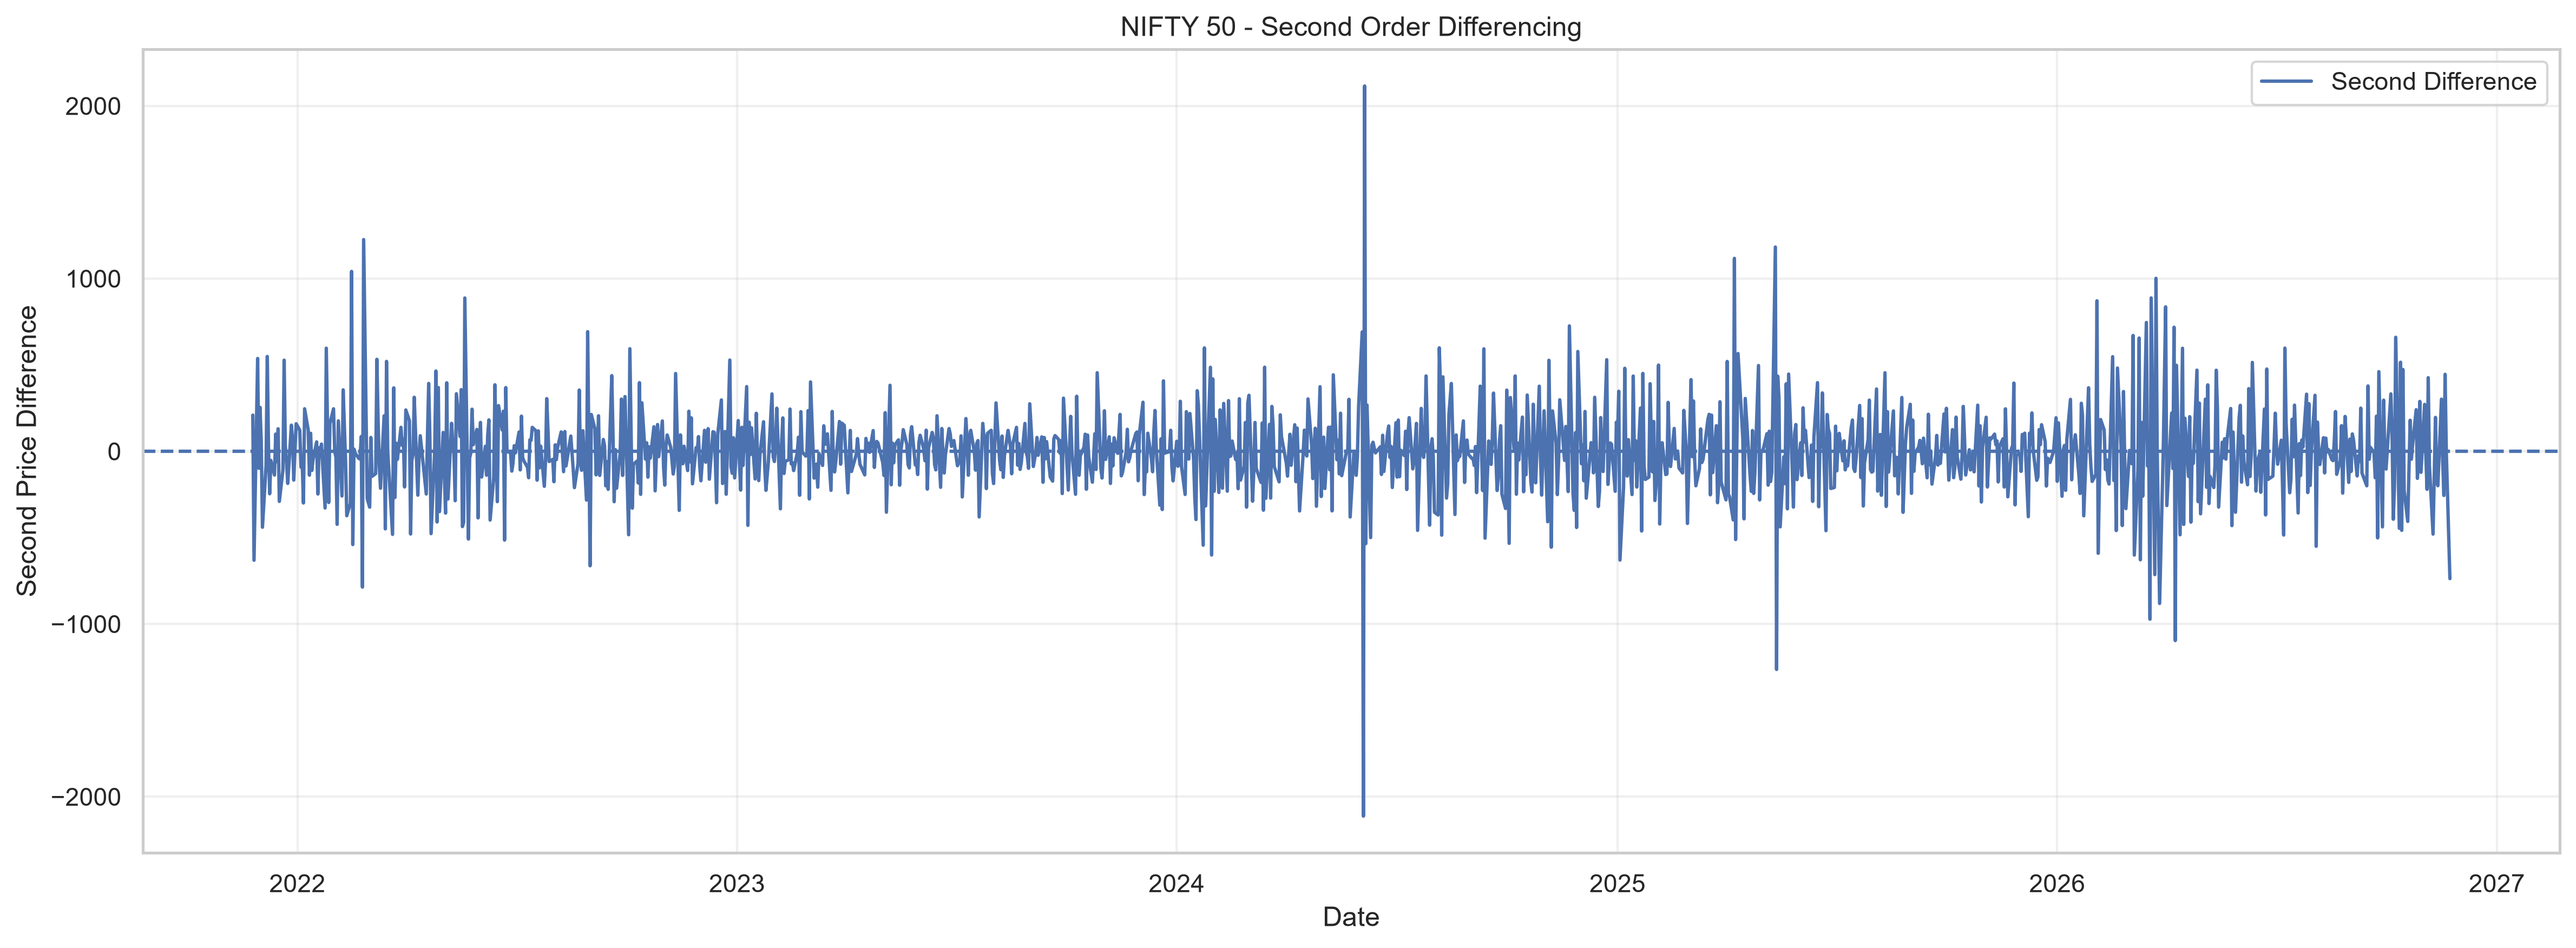 NIFTY 50 - Second Order Differencing
Second Difference
Second Price Difference
2000
1000
0
−1000
−2000
2022 2023 2024 2025 2026 2027
Date